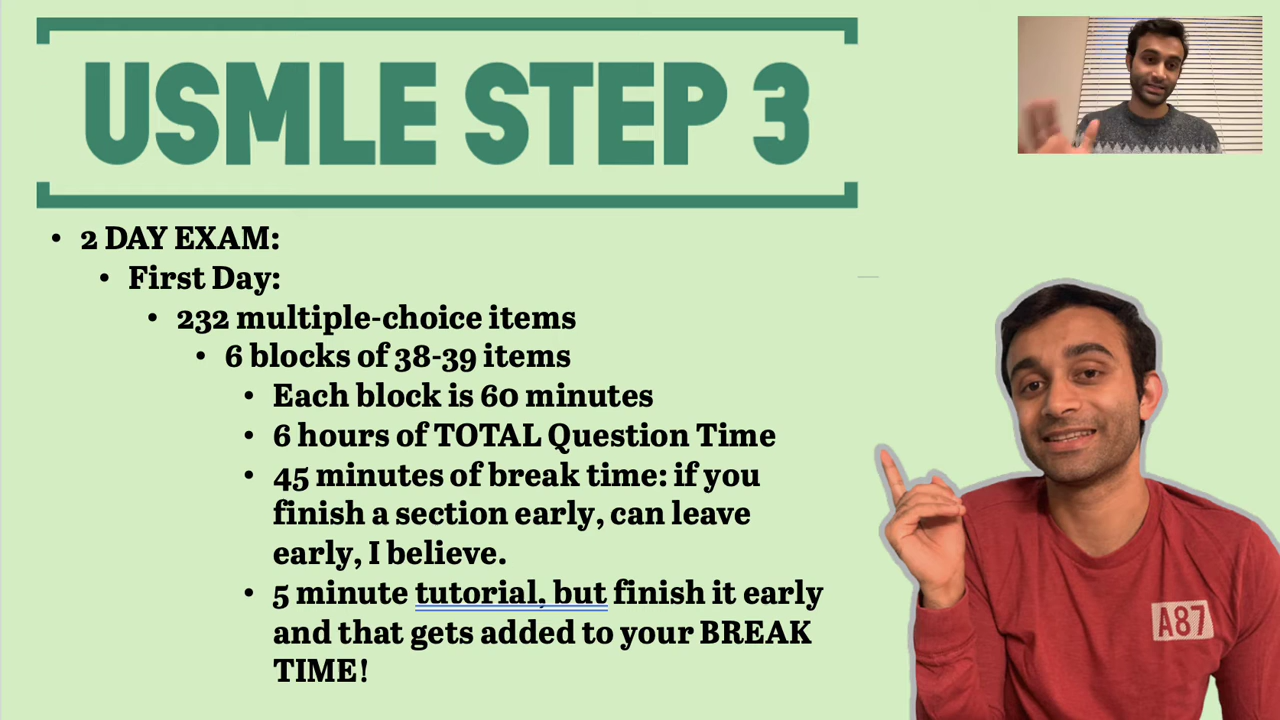 USMLE STEP 3
• 2 DAY EXAM:
• First Day:
• 232 multiple-choice items
• 6 blocks of 38-39 items
• Each block is 60 minutes
• 6 hours of TOTAL Question Time
• 45 minutes of break time: if you
finish a section early, can leave
early, I believe.
• 5 minute tutorial, but finish it early
and that gets added to your BREAK
TIME!
A87